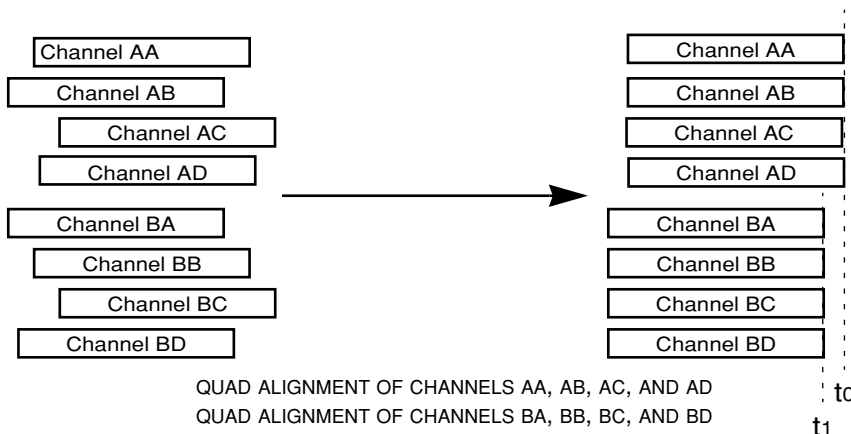 Channel AA
Channel AB
Channel AC
Channel AD
Channel BA
Channel BB
Channel BC
Channel BD
Channel AA
Channel AB
Channel AC
Channel AD
Channel BA
Channel BB
Channel BC
Channel BD
QUAD ALIGNMENT OF CHANNELS AA, AB, AC, AND AD
QUAD ALIGNMENT OF CHANNELS BA, BB, BC, AND BD
t0
t1